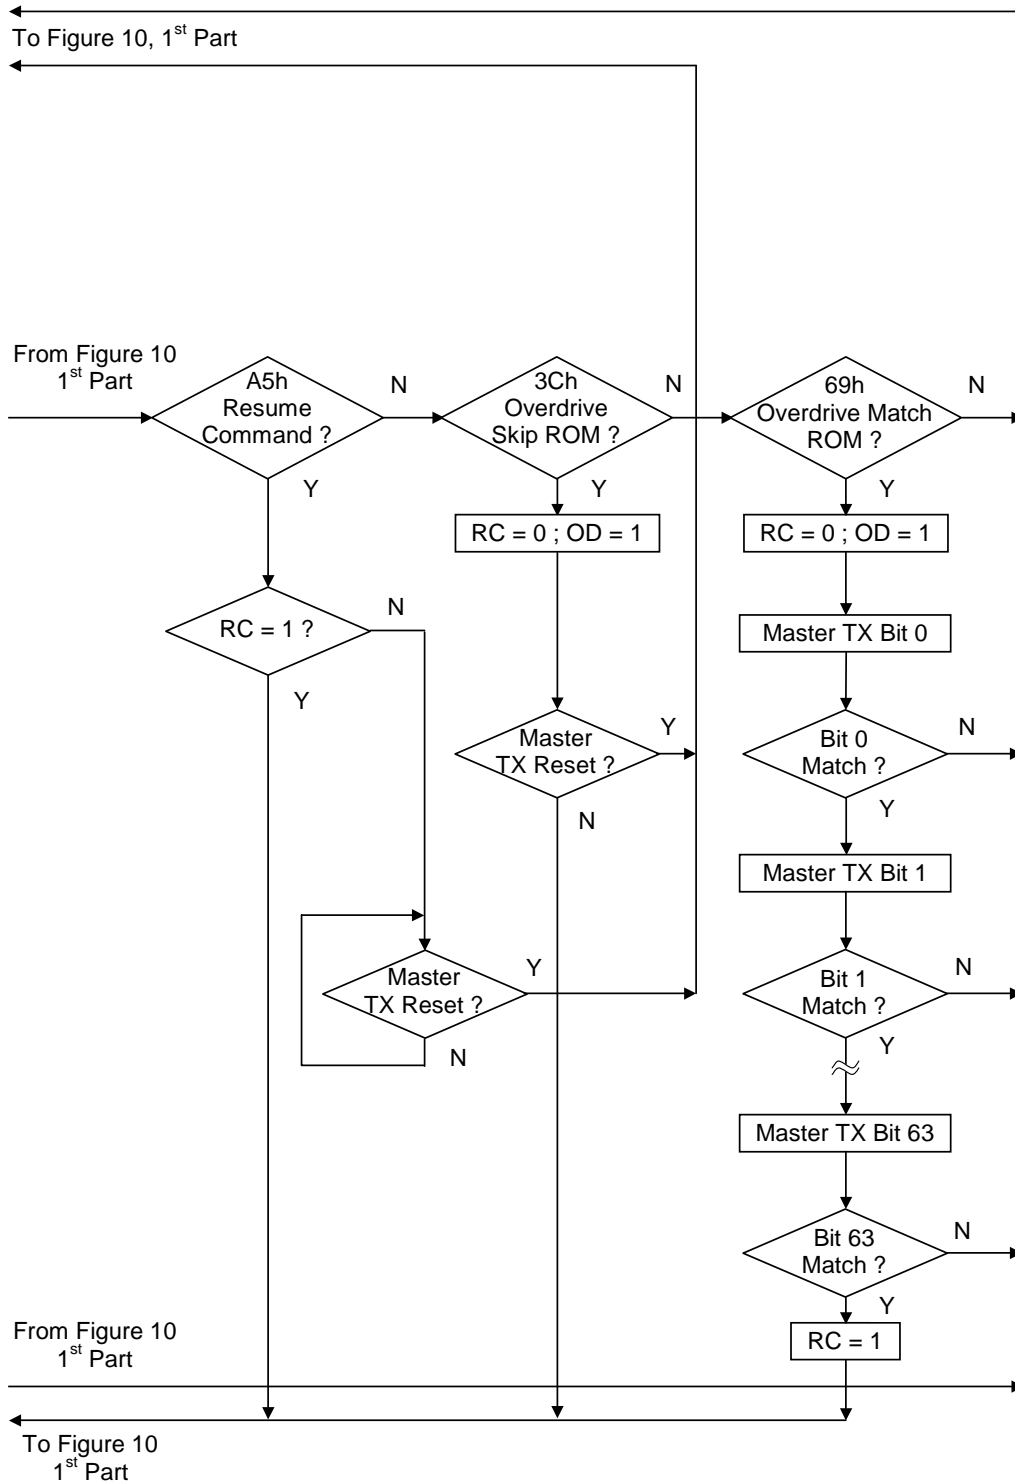 To Figure 10, 1st Part
From Figure 10
1st Part
A5h
Resume
Command ?
N
3Ch
Overdrive
Skip ROM ?
N
69h
Overdrive Match
ROM ?
N
Y
Y
Y
RC = 0 ; OD = 1
RC = 0 ; OD = 1
RC = 1 ?
N
Y
Master TX Bit 0
Master
TX Reset ?
Y
N
Bit 0
Match ?
N
Y
Master TX Bit 1
Master
TX Reset ?
Y
N
Bit 1
Match ?
N
Y
Master TX Bit 63
Bit 63
Match ?
N
Y
RC = 1
From Figure 10
1st Part
To Figure 10
1st Part